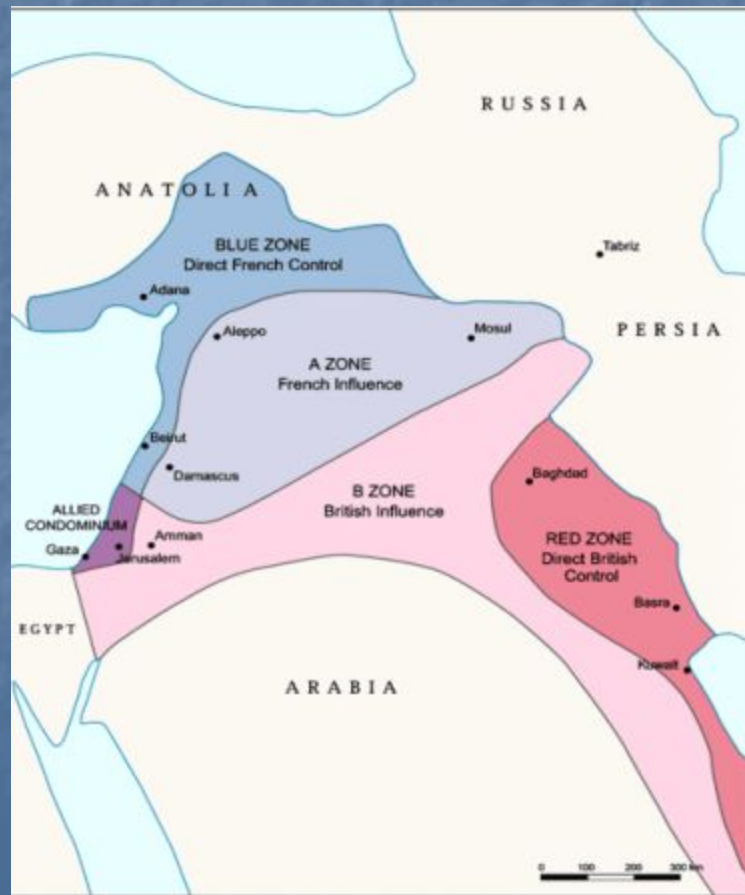 RUSSIA
ANATOLIA
BLUE ZONE
Direct French Control
Tabriz
Adana
Aleppo
Mosul
PERSIA
A ZONE
French Influence
Beirut
Damascus
Baghdad
B ZONE
British Influence
ALLIED
CONDOMINIUM
Amman
Gaza
Jerusalem
RED ZONE
Direct British
Control
Basra
EGYPT
Kuwait
ARABIA
0 100 200 300 km